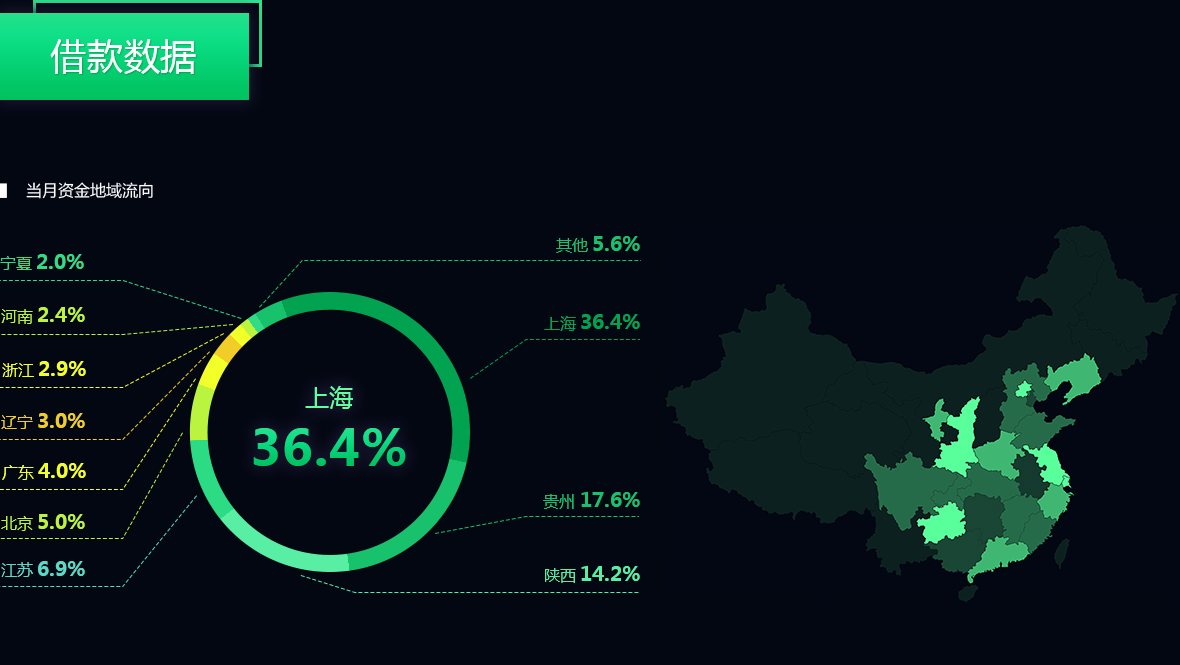 借款数据
当月资金地域流向
宁夏 2.0%
河南 2.4%
浙江 2.9%
辽宁 3.0%
广东 4.0%
北京 5.0%
江苏 6.9%
上海
36.4%
其他 5.6%
上海 36.4%
贵州 17.6%
陕西 14.2%